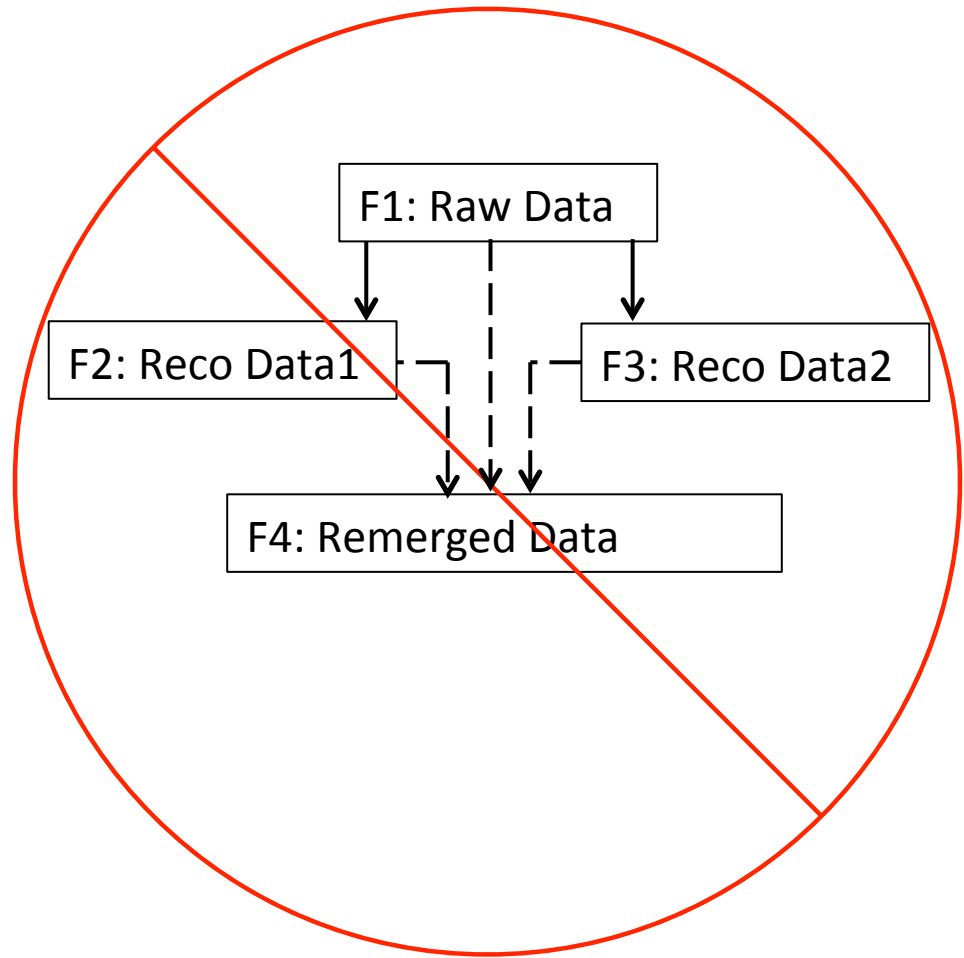 F1: Raw Data
F2: Reco Data1
F3: Reco Data2
F4: Remerged Data